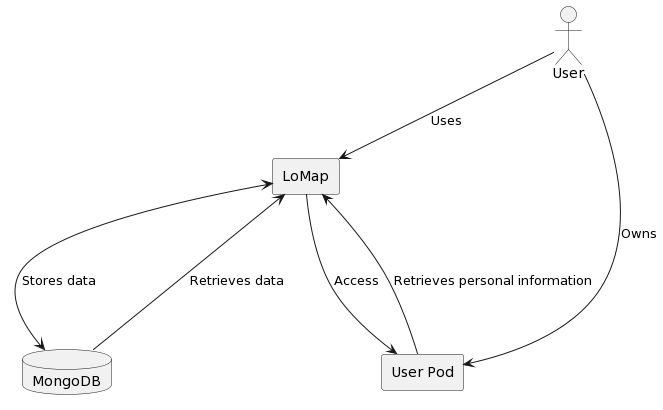 User
Uses
LoMap
Owns
Stores data
Retrieves data
Access
Retrieves personal information
MongoDB
User Pod